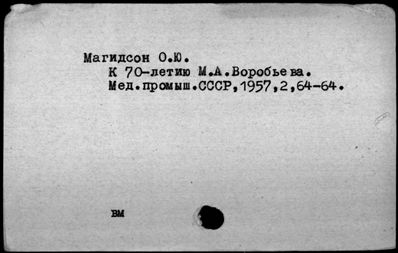 Магидсон О.Ю.
К 70-летию М.А.Воробьева.
Мед.промыш.СССР,1957,2,64-64.
ВМ